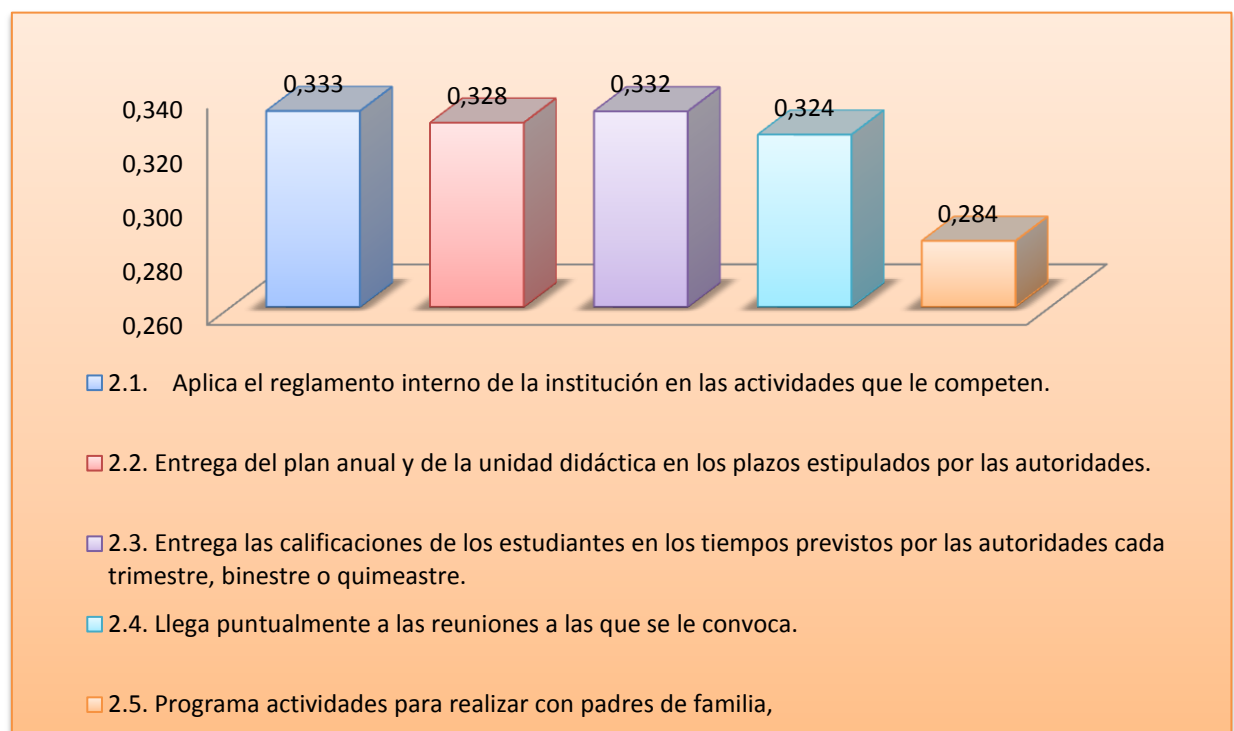 0,333
0,328
0,332
0,324
0,284
0,340
0,320
0,300
0,280
0,260
2.1. Aplica el reglamento interno de la institución en las actividades que le competen.
2.2. Entrega del plan anual y de la unidad didáctica en los plazos estipulados por las autoridades.
2.3. Entrega las calificaciones de los estudiantes en los tiempos previstos por las autoridades cada
trimestre, binestre o quimeastre.
2.4. Llega puntualmente a las reuniones a las que se le convoca.
2.5. Programa actividades para realizar con padres de familia,